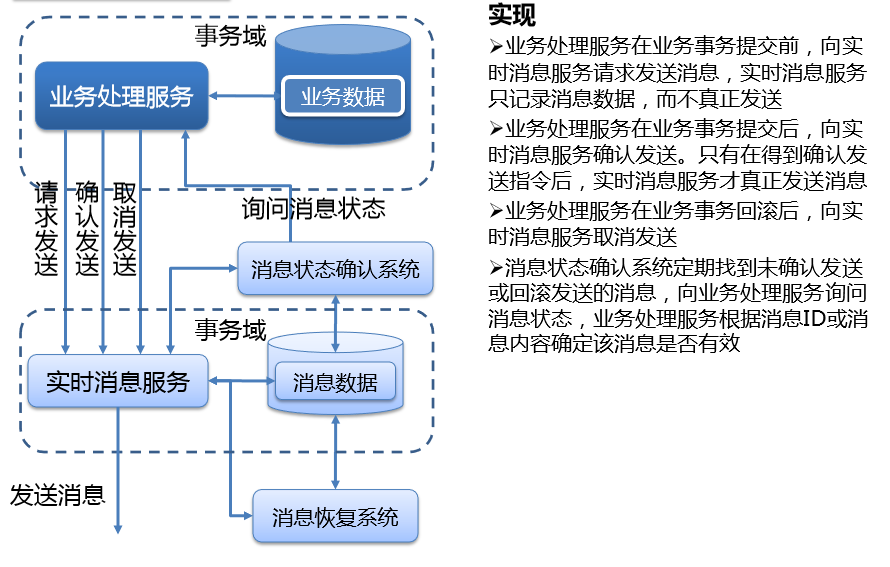 事务域
业务处理服务
业务数据
请求发送
确认发送
取消发送
询问消息状态
消息状态确认系统
事务域
实时消息服务
消息数据
发送消息
消息恢复系统
实现
➢业务处理服务在业务事务提交前，向实
时消息服务请求发送消息，实时消息服务
只记录消息数据，而不真正发送
➢业务处理服务在业务事务提交后，向实
时消息服务确认发送。只有在得到确认发
送指令后，实时消息服务才真正发送消息
➢业务处理服务在业务事务回滚后，向实
时消息服务取消发送
➢消息状态确认系统定期找到未确认发送
或回滚发送的消息，向业务处理服务询问
消息状态，业务处理服务根据消息ID或消
息内容确定该消息是否有效